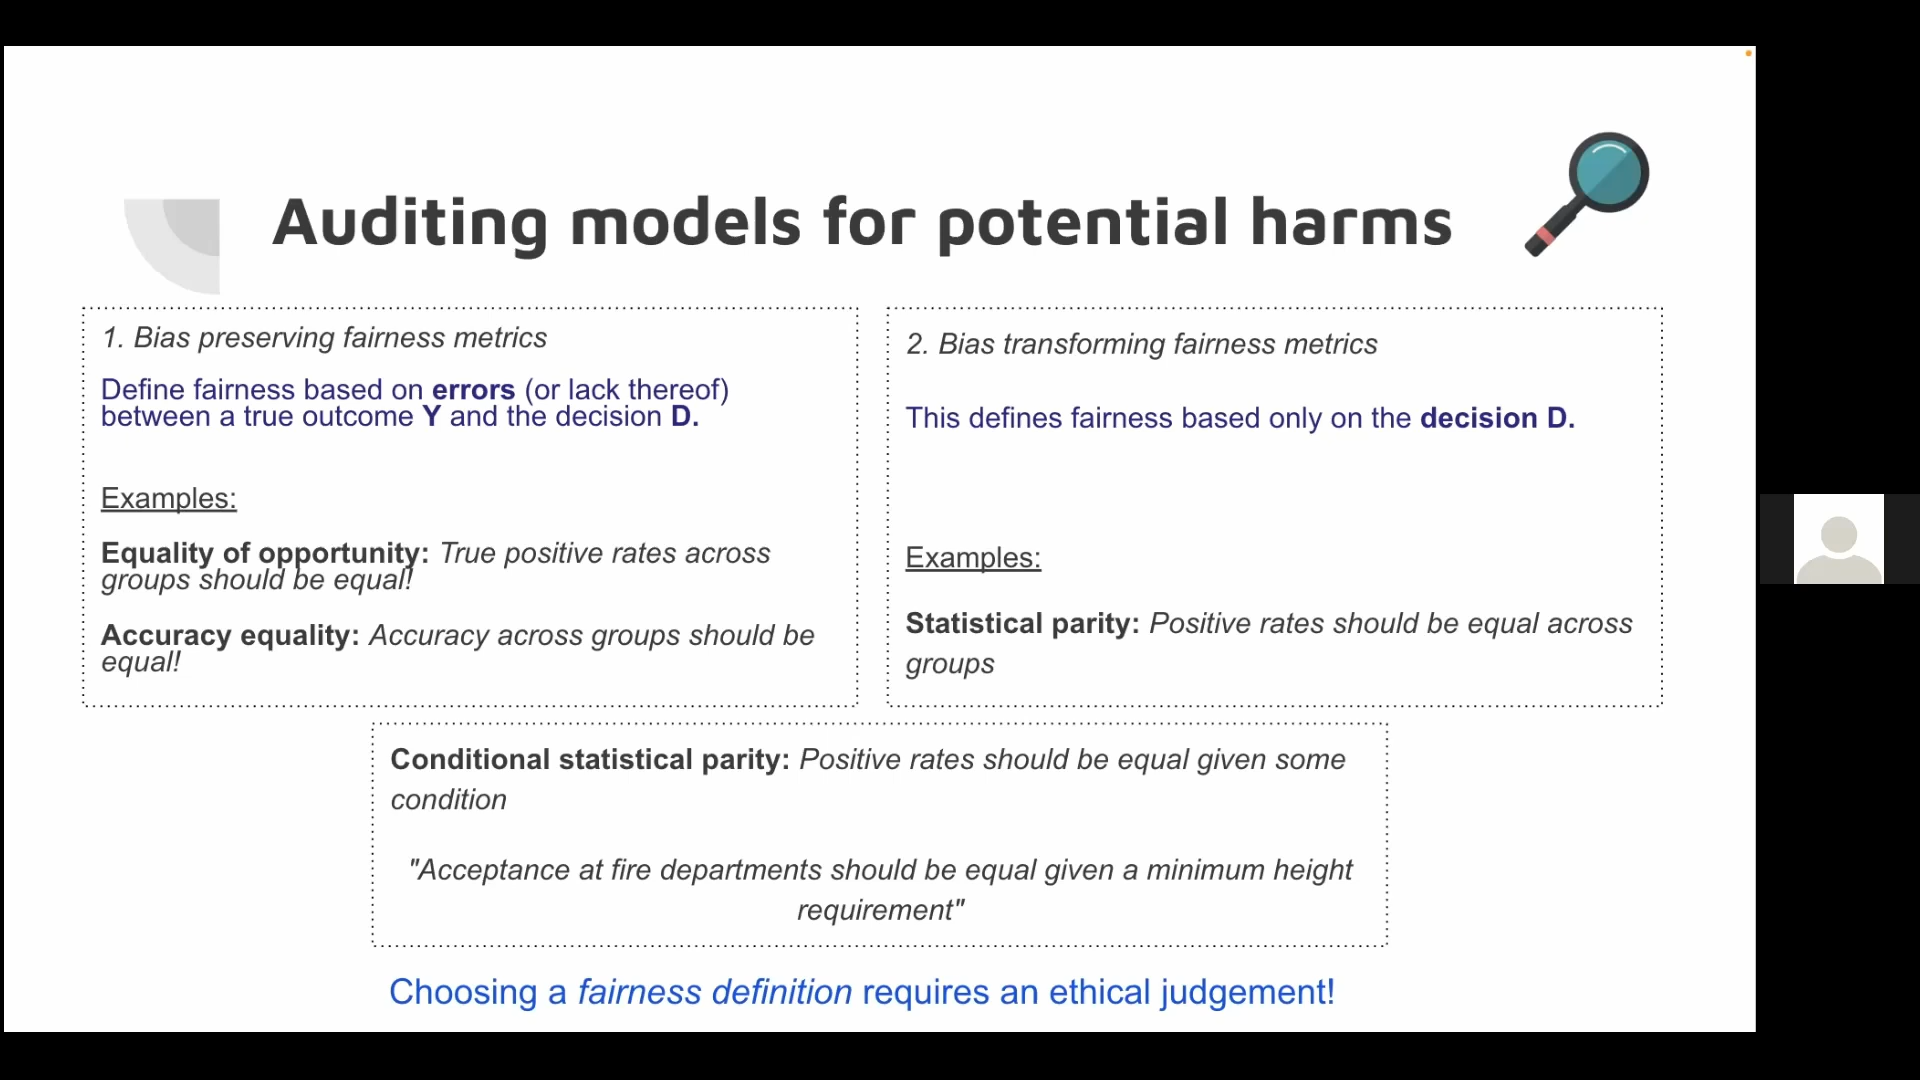 Auditing models for potential harms
1. Bias preserving fairness metrics
Define fairness based on errors (or lack thereof)
between a true outcome Y and the decision D.
Examples:
Equality of opportunity: True positive rates across
groups should be equal!
Accuracy equality: Accuracy across groups should be
equal!
2. Bias transforming fairness metrics
This defines fairness based only on the decision D.
Examples:
Statistical parity: Positive rates should be equal across
groups
Conditional statistical parity: Positive rates should be equal given some
condition
"Acceptance at fire departments should be equal given a minimum height
requirement"
Choosing a fairness definition requires an ethical judgement!